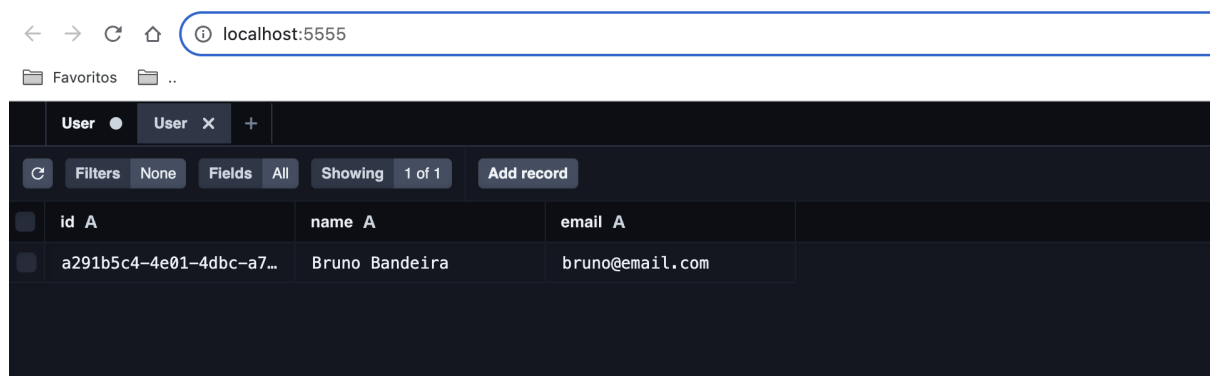 localhost:5555
Favoritos ..
User User
Filters None Fields All Showing 1 of 1 Add record
id A name A email A
a291b5c4-4e01-4dbc-a7… Bruno Bandeira bruno@email.com